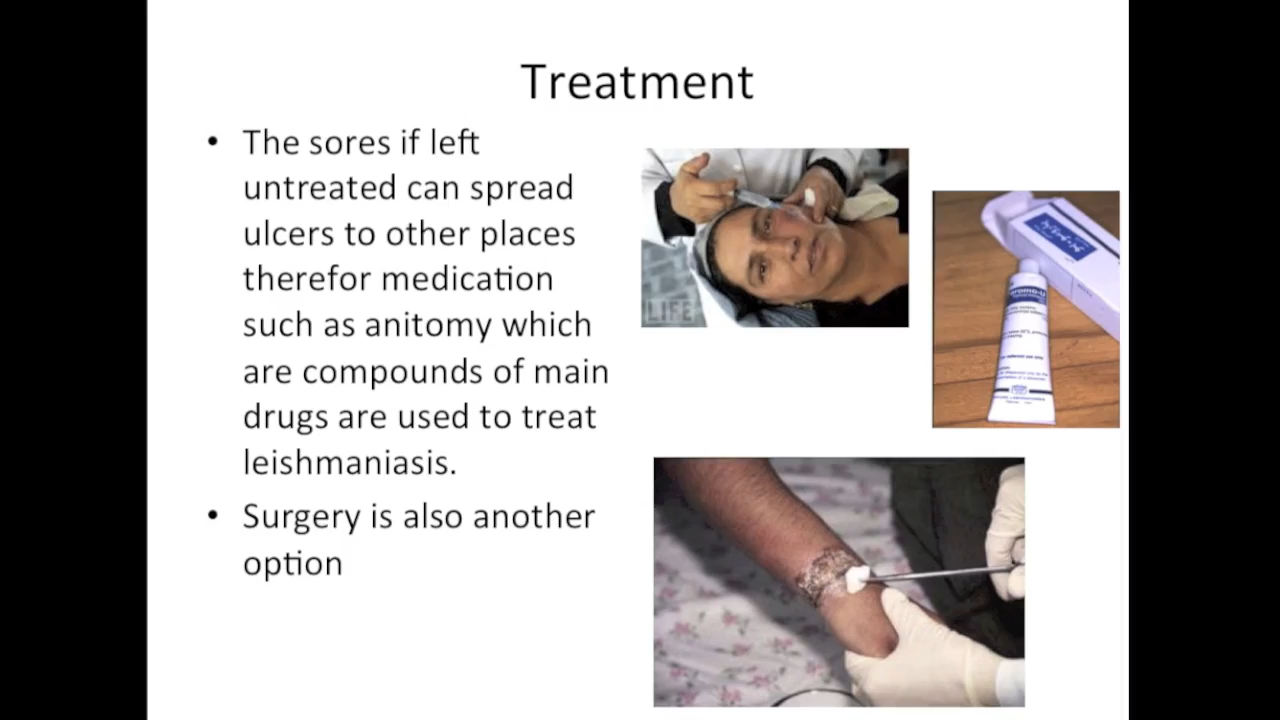 Treatment
• The sores if left
untreated can spread
ulcers to other places
therefor medication
such as anitomy which
are compounds of main
drugs are used to treat
leishmaniasis.
• Surgery is also another
option
LIFE